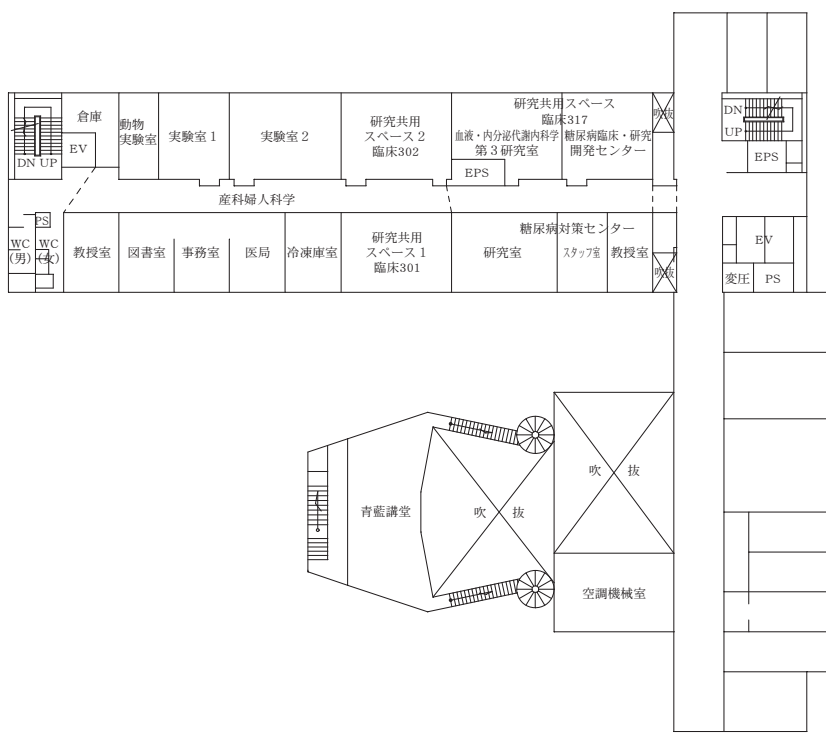 倉庫
動物
実験室
実験室１
実験室２
研究共用
スペース２
臨床302
研究共用スペース
臨床317
血液・内分泌代謝内科学
第３研究室
糖尿病臨床・研究
開発センター
吹抜
DN
UP
EV
DN UP
EPS
EPS
産科婦人科学
PS
WC
(男)
WC
(女)
教授室
図書室
事務室
医局
冷凍庫室
研究共用
スペース１
臨床301
糖尿病対策センター
研究室
スタッフ室
教授室
吹抜
EV
変圧
PS
吹　抜
青藍講堂
吹　抜
空調機械室